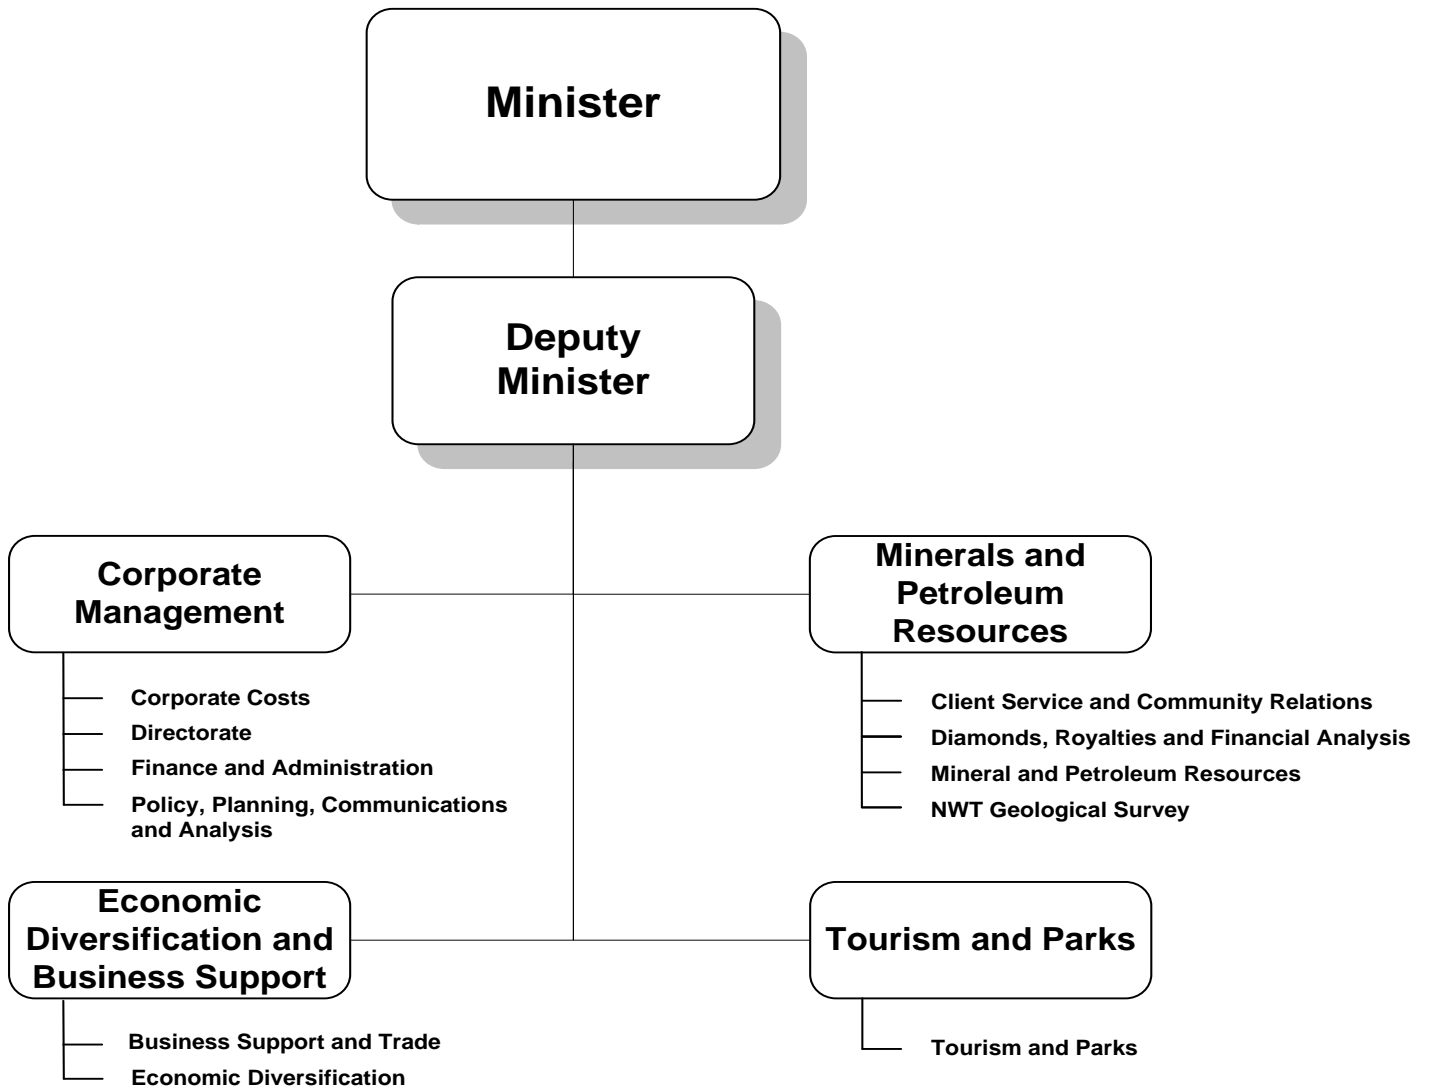 Minister
Deputy
Minister
Corporate
Management
Corporate Costs
Directorate
Finance and Administration
Policy, Planning, Communications
and Analysis
Minerals and
Petroleum
Resources
Client Service and Community Relations
Diamonds, Royalties and Financial Analysis
Mineral and Petroleum Resources
NWT Geological Survey
Economic
Diversification and
Business Support
Business Support and Trade
Economic Diversification
Tourism and Parks
Tourism and Parks